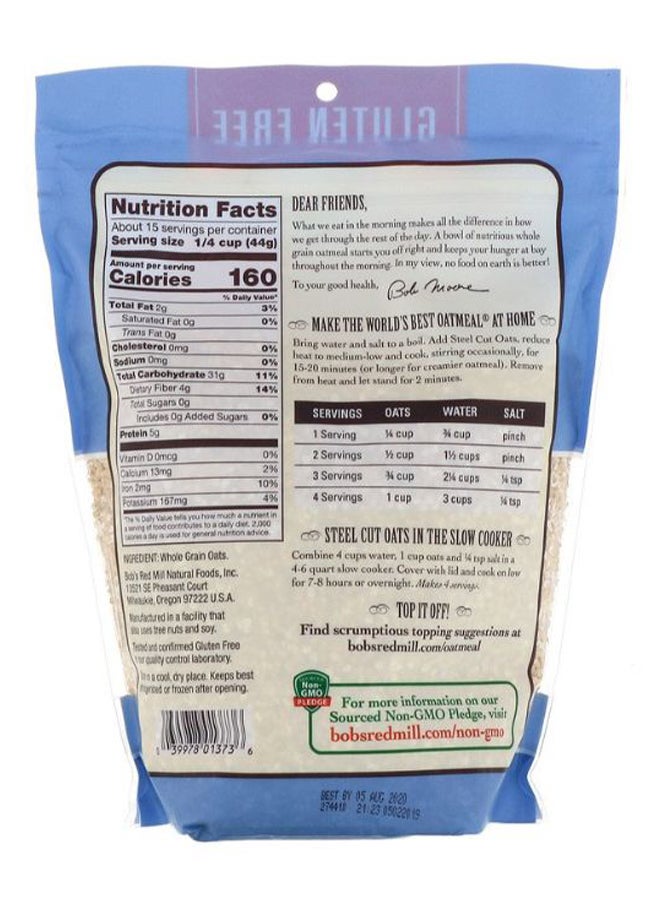 GLUTEN FREE
Nutrition Facts
About 15 servings per container
Serving size 1/4 cup (44g)
Amount per serving
Calories 160
% Daily Value*
Total Fat 2g 3%
Saturated Fat 0g 0%
Trans Fat 0g
Cholesterol 0mg 0%
Sodium 0mg 0%
Total Carbohydrate 31g 11%
Dietary Fiber 4g 14%
Total Sugars 0g
Includes 0g Added Sugars 0%
Protein 5g
Vitamin D 0mcg 0%
Calcium 13mg 2%
Iron 2mg 10%
Potassium 167mg 4%
*The % Daily Value tells you how much a nutrient in
a serving of food contributes to a daily diet. 2,000
calories a day is used for general nutrition advice.
INGREDIENT: Whole Grain Oats.
Bob's Red Mill Natural Foods, Inc.
13521 SE Pheasant Court
Milwaukie, Oregon 97222 U.S.A.
Manufactured in a facility that
also uses tree nuts and soy.
Tested and confirmed Gluten Free
in our quality control laboratory.
in a cool, dry place. Keeps best
or frozen after opening.
39978 01373 6
DEAR FRIENDS,
What we eat in the morning makes all the difference in how
we get through the rest of the day. A bowl of nutritious whole
grain oatmeal starts you off right and keeps your hunger at bay
throughout the morning. In my view, no food on earth is better!
To your good health, Bob Moore
MAKE THE WORLD'S BEST OATMEAL® AT HOME
Bring water and salt to a boil. Add Steel Cut Oats, reduce
heat to medium-low and cook, stirring occasionally, for
15-20 minutes (or longer for creamier oatmeal). Remove
from heat and let stand for 2 minutes.
SERVINGS OATS WATER SALT
1 Serving ¼ cup ¾ cup pinch
2 Servings ½ cup 1½ cups pinch
3 Servings ¾ cup 2¼ cups ⅛ tsp
4 Servings 1 cup 3 cups ¼ tsp
STEEL CUT OATS IN THE SLOW COOKER
Combine 4 cups water, 1 cup oats and ¼ tsp salt in a
4-6 quart slow cooker. Cover with lid and cook on low
for 7-8 hours or overnight. Makes 4 servings.
TOP IT OFF!
Find scrumptious topping suggestions at
bobsredmill.com/oatmeal
Non-
GMO
PLEDGE
For more information on our
Sourced Non-GMO Pledge, visit
bobsredmill.com/non-gmo
BEST BY 05 AUG 2020
274410 21:23 05022019